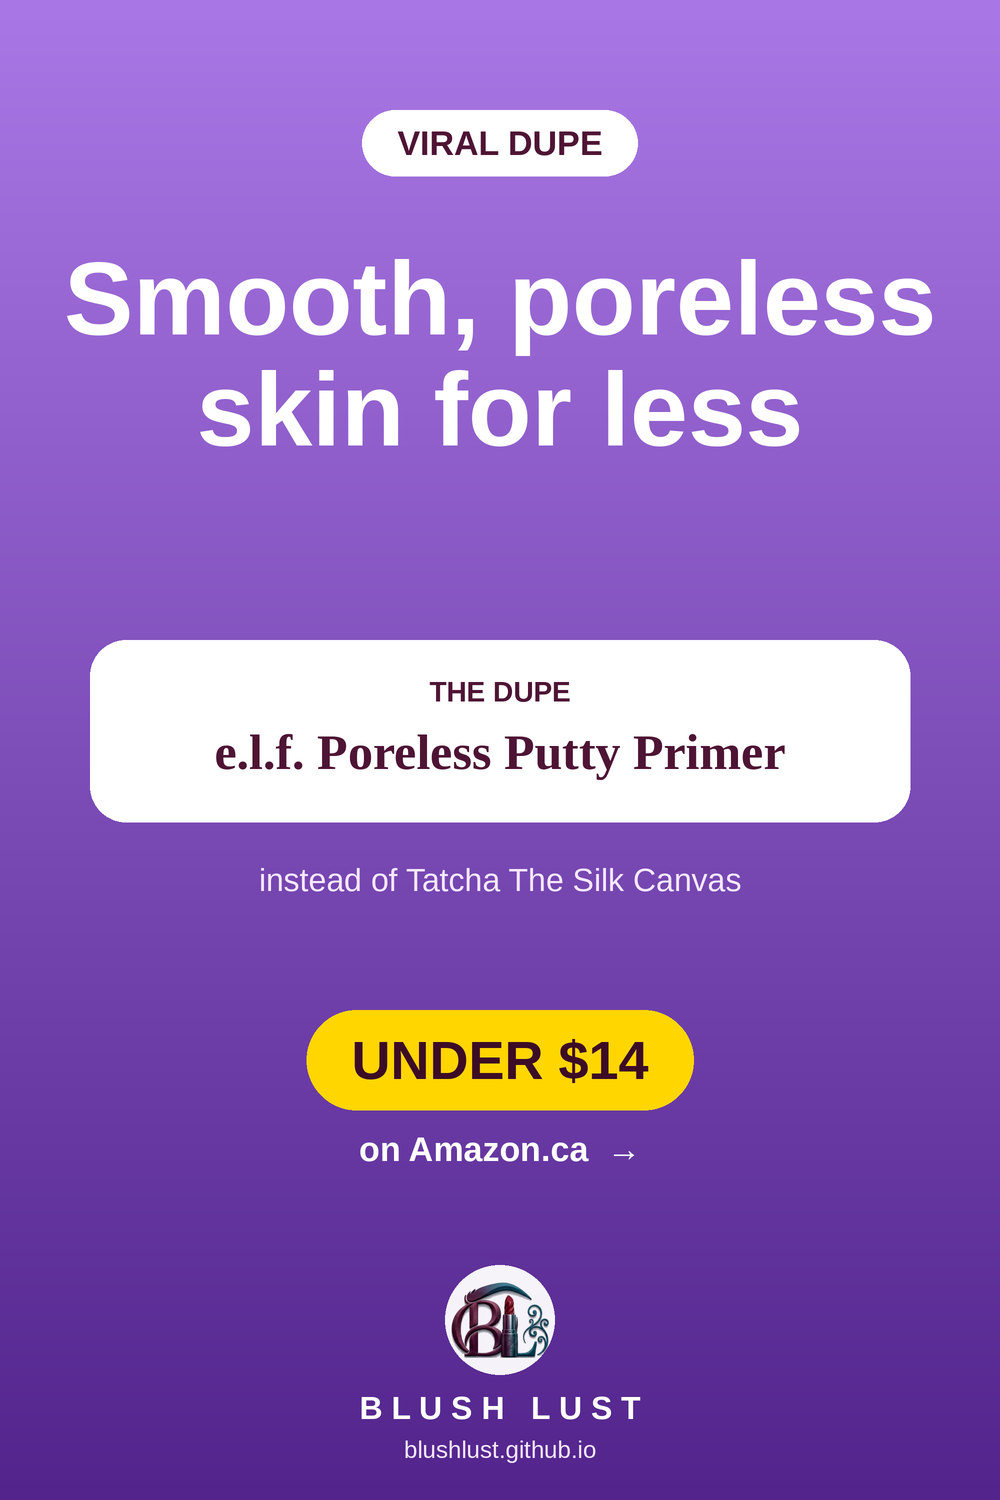 VIRAL DUPE
Smooth, poreless
skin for less
THE DUPE
e.l.f. Poreless Putty Primer
instead of Tatcha The Silk Canvas
UNDER $14
on Amazon.ca →
BL
BLUSH LUST
blushlust.github.io